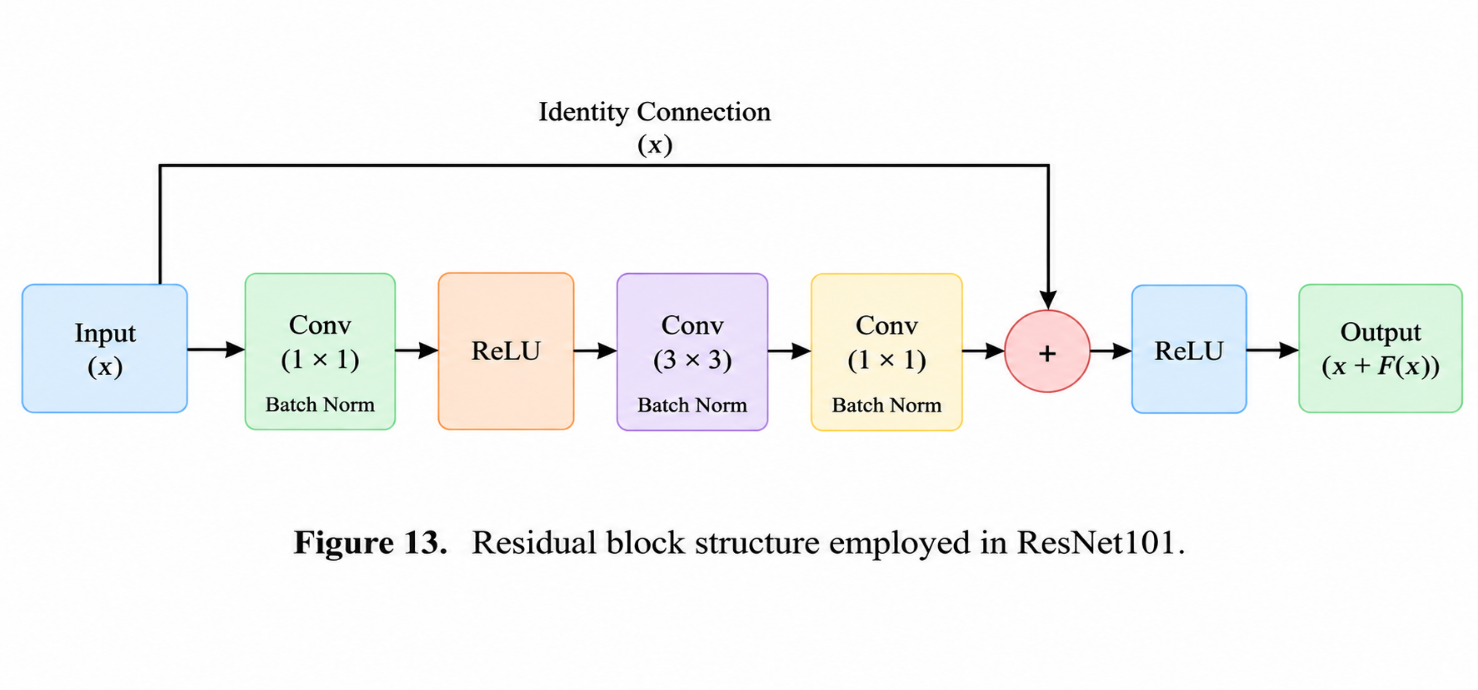 Identity Connection
(x)
Input
(x)
Conv
(1 × 1)
Batch Norm
ReLU
Conv
(3 × 3)
Batch Norm
Conv
(1 × 1)
Batch Norm
+
ReLU
Output
(x + F(x))
Figure 13. Residual block structure employed in ResNet101.